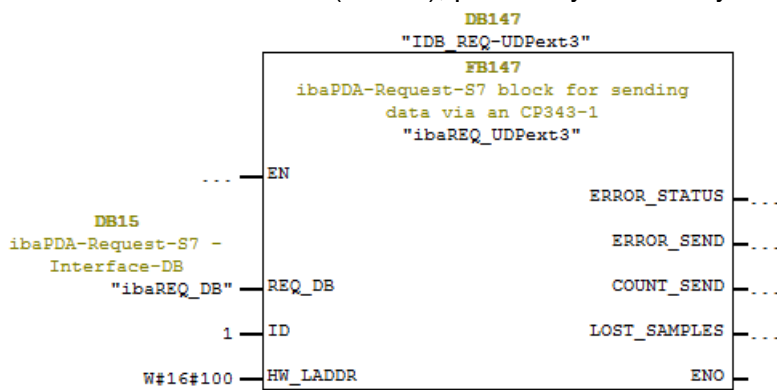 DB147
"IDB_REQ-UDPext3"
FB147
ibaPDA-Request-S7 block for sending
data via an CP343-1
"ibaREQ_UDPext3"
... EN
ERROR_STATUS ...
DB15
ibaPDA-Request-S7 -
Interface-DB
ERROR_SEND ...
"ibaREQ_DB" REQ_DB COUNT_SEND ...
1 ID LOST_SAMPLES ...
W#16#100 HW_LADDR ENO